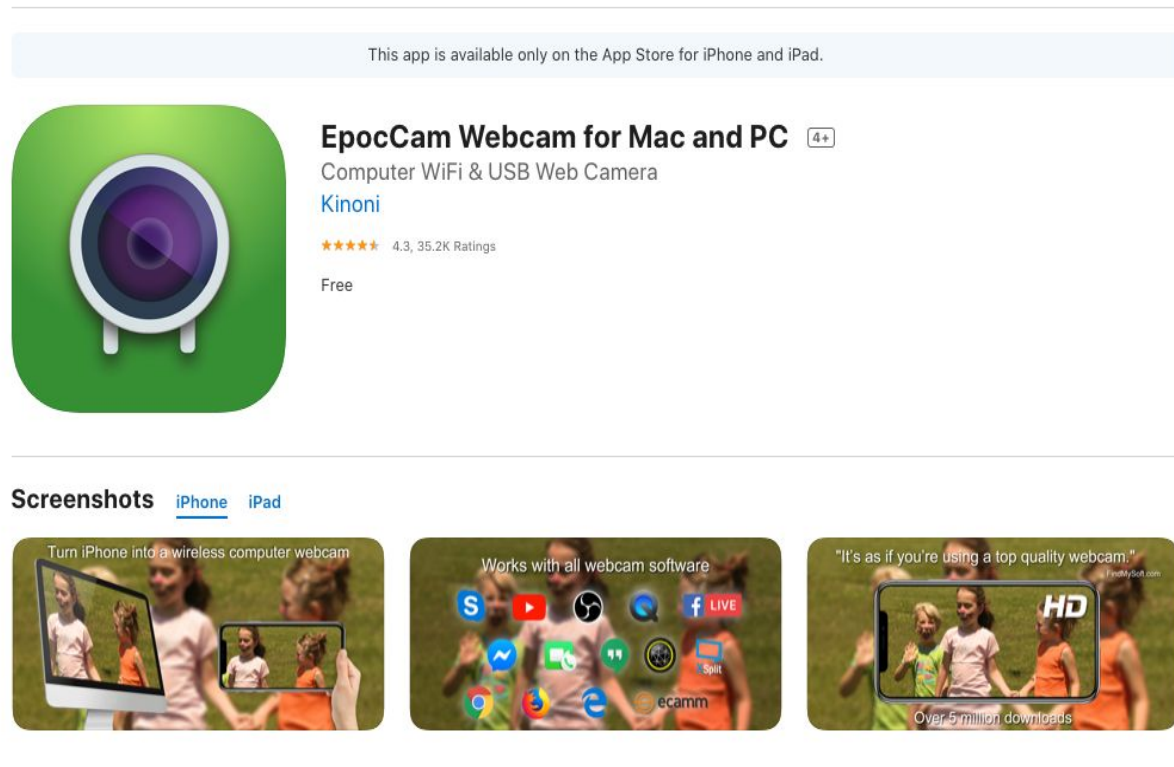 This app is available only on the App Store for iPhone and iPad.
EpocCam Webcam for Mac and PC 4+
Computer WiFi & USB Web Camera
Kinoni
4.3, 35.2K Ratings
Free
Screenshots iPhone iPad
Turn iPhone into a wireless computer webcam
Works with all webcam software
S
f LIVE
Split
ecamm
"It's as if you're using a top quality webcam."
FindMySoft.com
HD
Over 5 million downloads